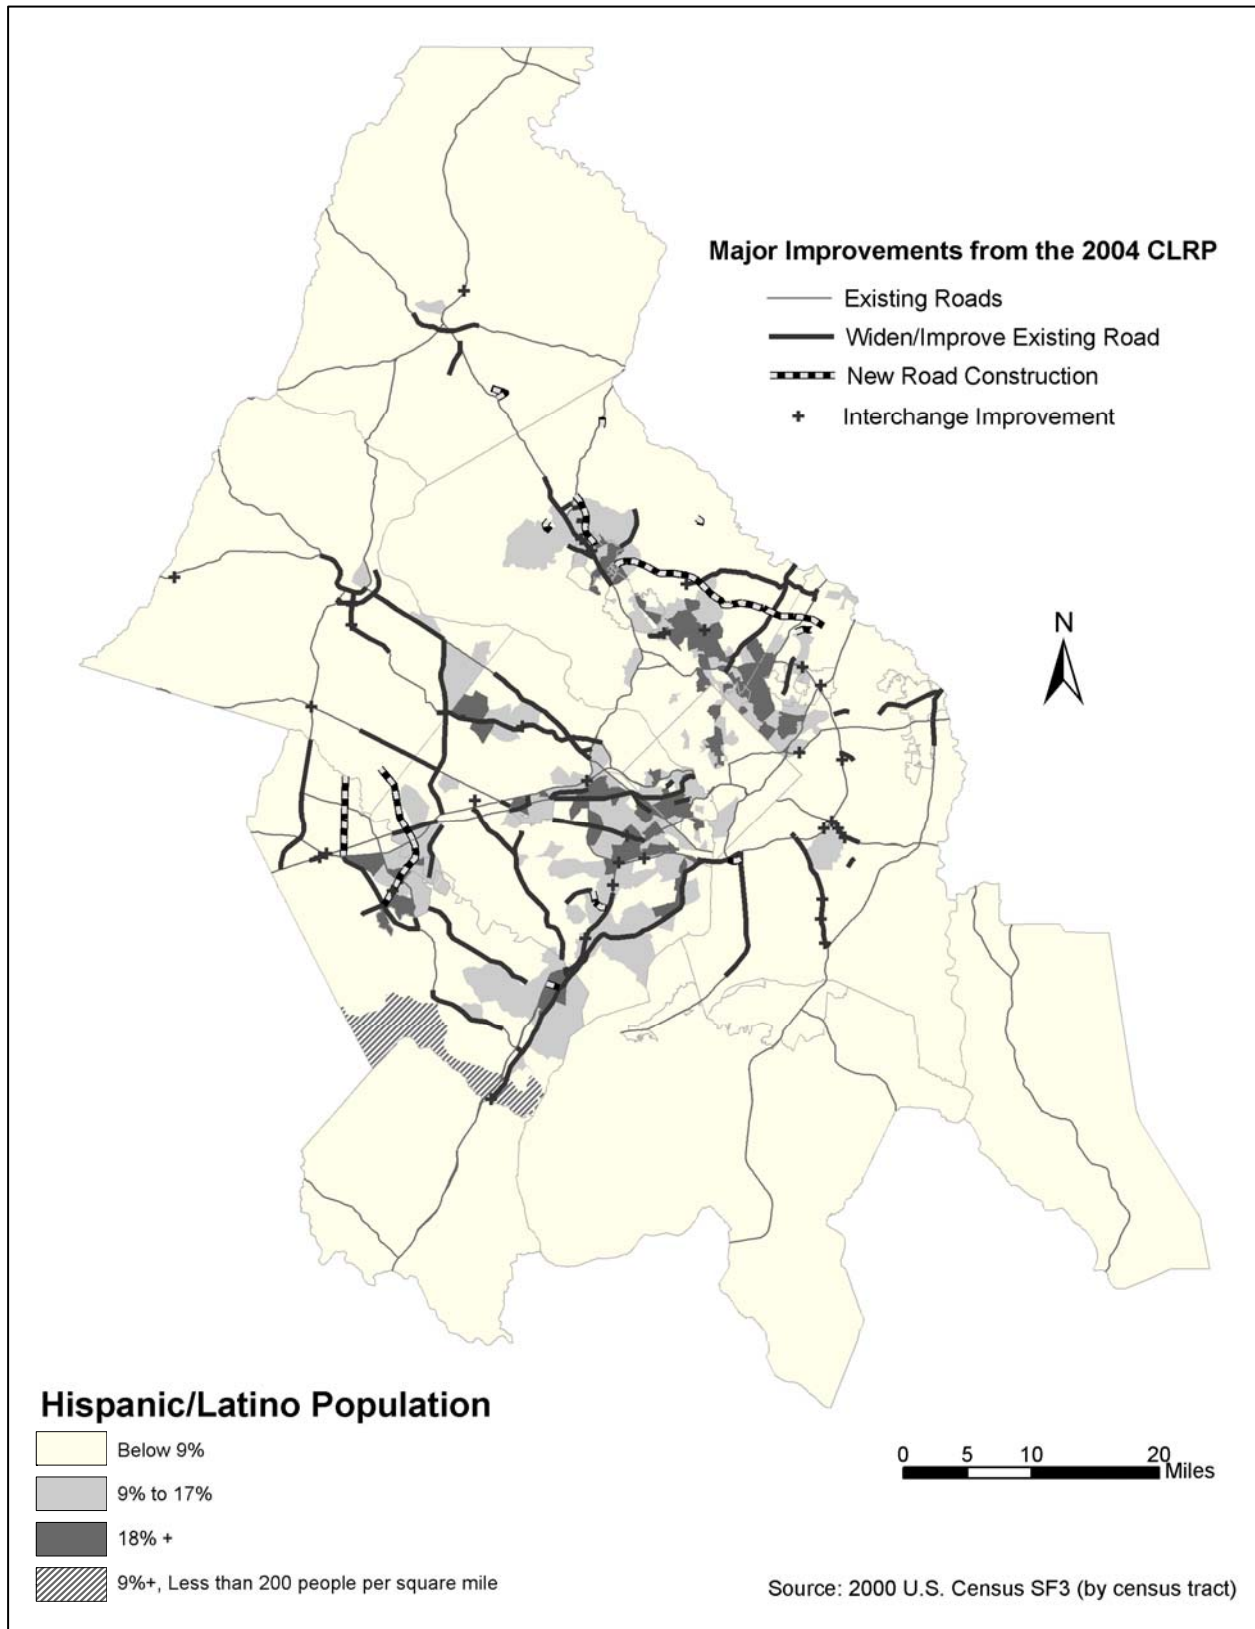 Major Improvements from the 2004 CLRP
Existing Roads
Widen/Improve Existing Road
New Road Construction
Interchange Improvement
N
Hispanic/Latino Population
Below 9%
9% to 17%
18% +
9%+, Less than 200 people per square mile
0 5 10 20
Miles
Source: 2000 U.S. Census SF3 (by census tract)